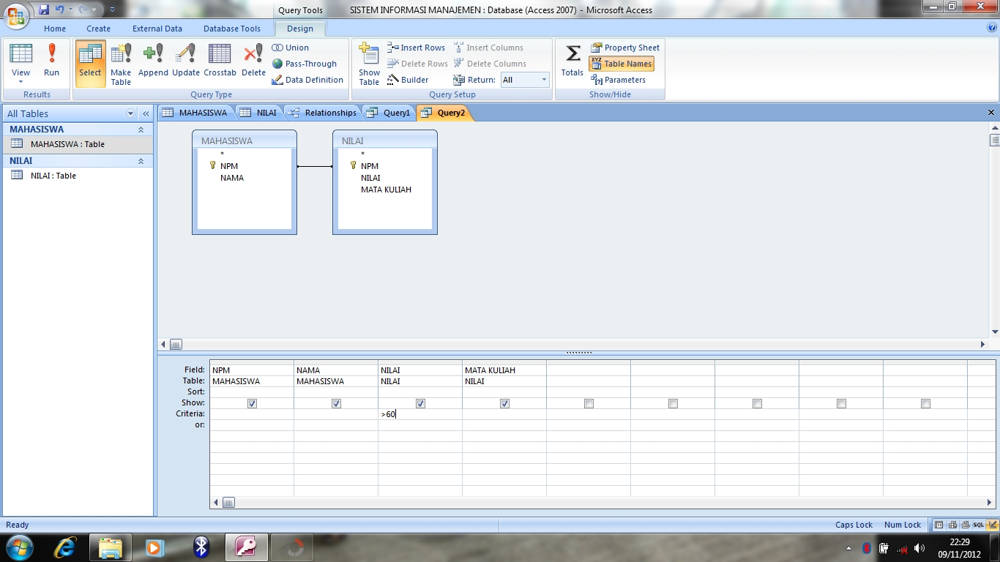 Query Tools
SISTEM INFORMASI MANAJEMEN : Database (Access 2007) - Microsoft Access
Home Create External Data Database Tools Design
View
Run
Results
Select
Make Table
Append
Update
Crosstab
Delete
Union
Pass-Through
Data Definition
Query Type
Show Table
Insert Rows
Delete Rows
Builder
Insert Columns
Delete Columns
Return: All
Query Setup
Totals
Property Sheet
XYZ Table Names
[?] Parameters
Show/Hide
All Tables «
MAHASISWA
MAHASISWA : Table
NILAI
NILAI : Table
MAHASISWA NILAI Relationships Query1 Query2
MAHASISWA
*
NPM
NAMA
NILAI
*
NPM
NILAI
MATA KULIAH
Field: NPM NAMA NILAI MATA KULIAH
Table: MAHASISWA MAHASISWA NILAI NILAI
Sort:
Show:
Criteria: >60
or:
Ready
Caps Lock Num Lock SQL
22:29
09/11/2012